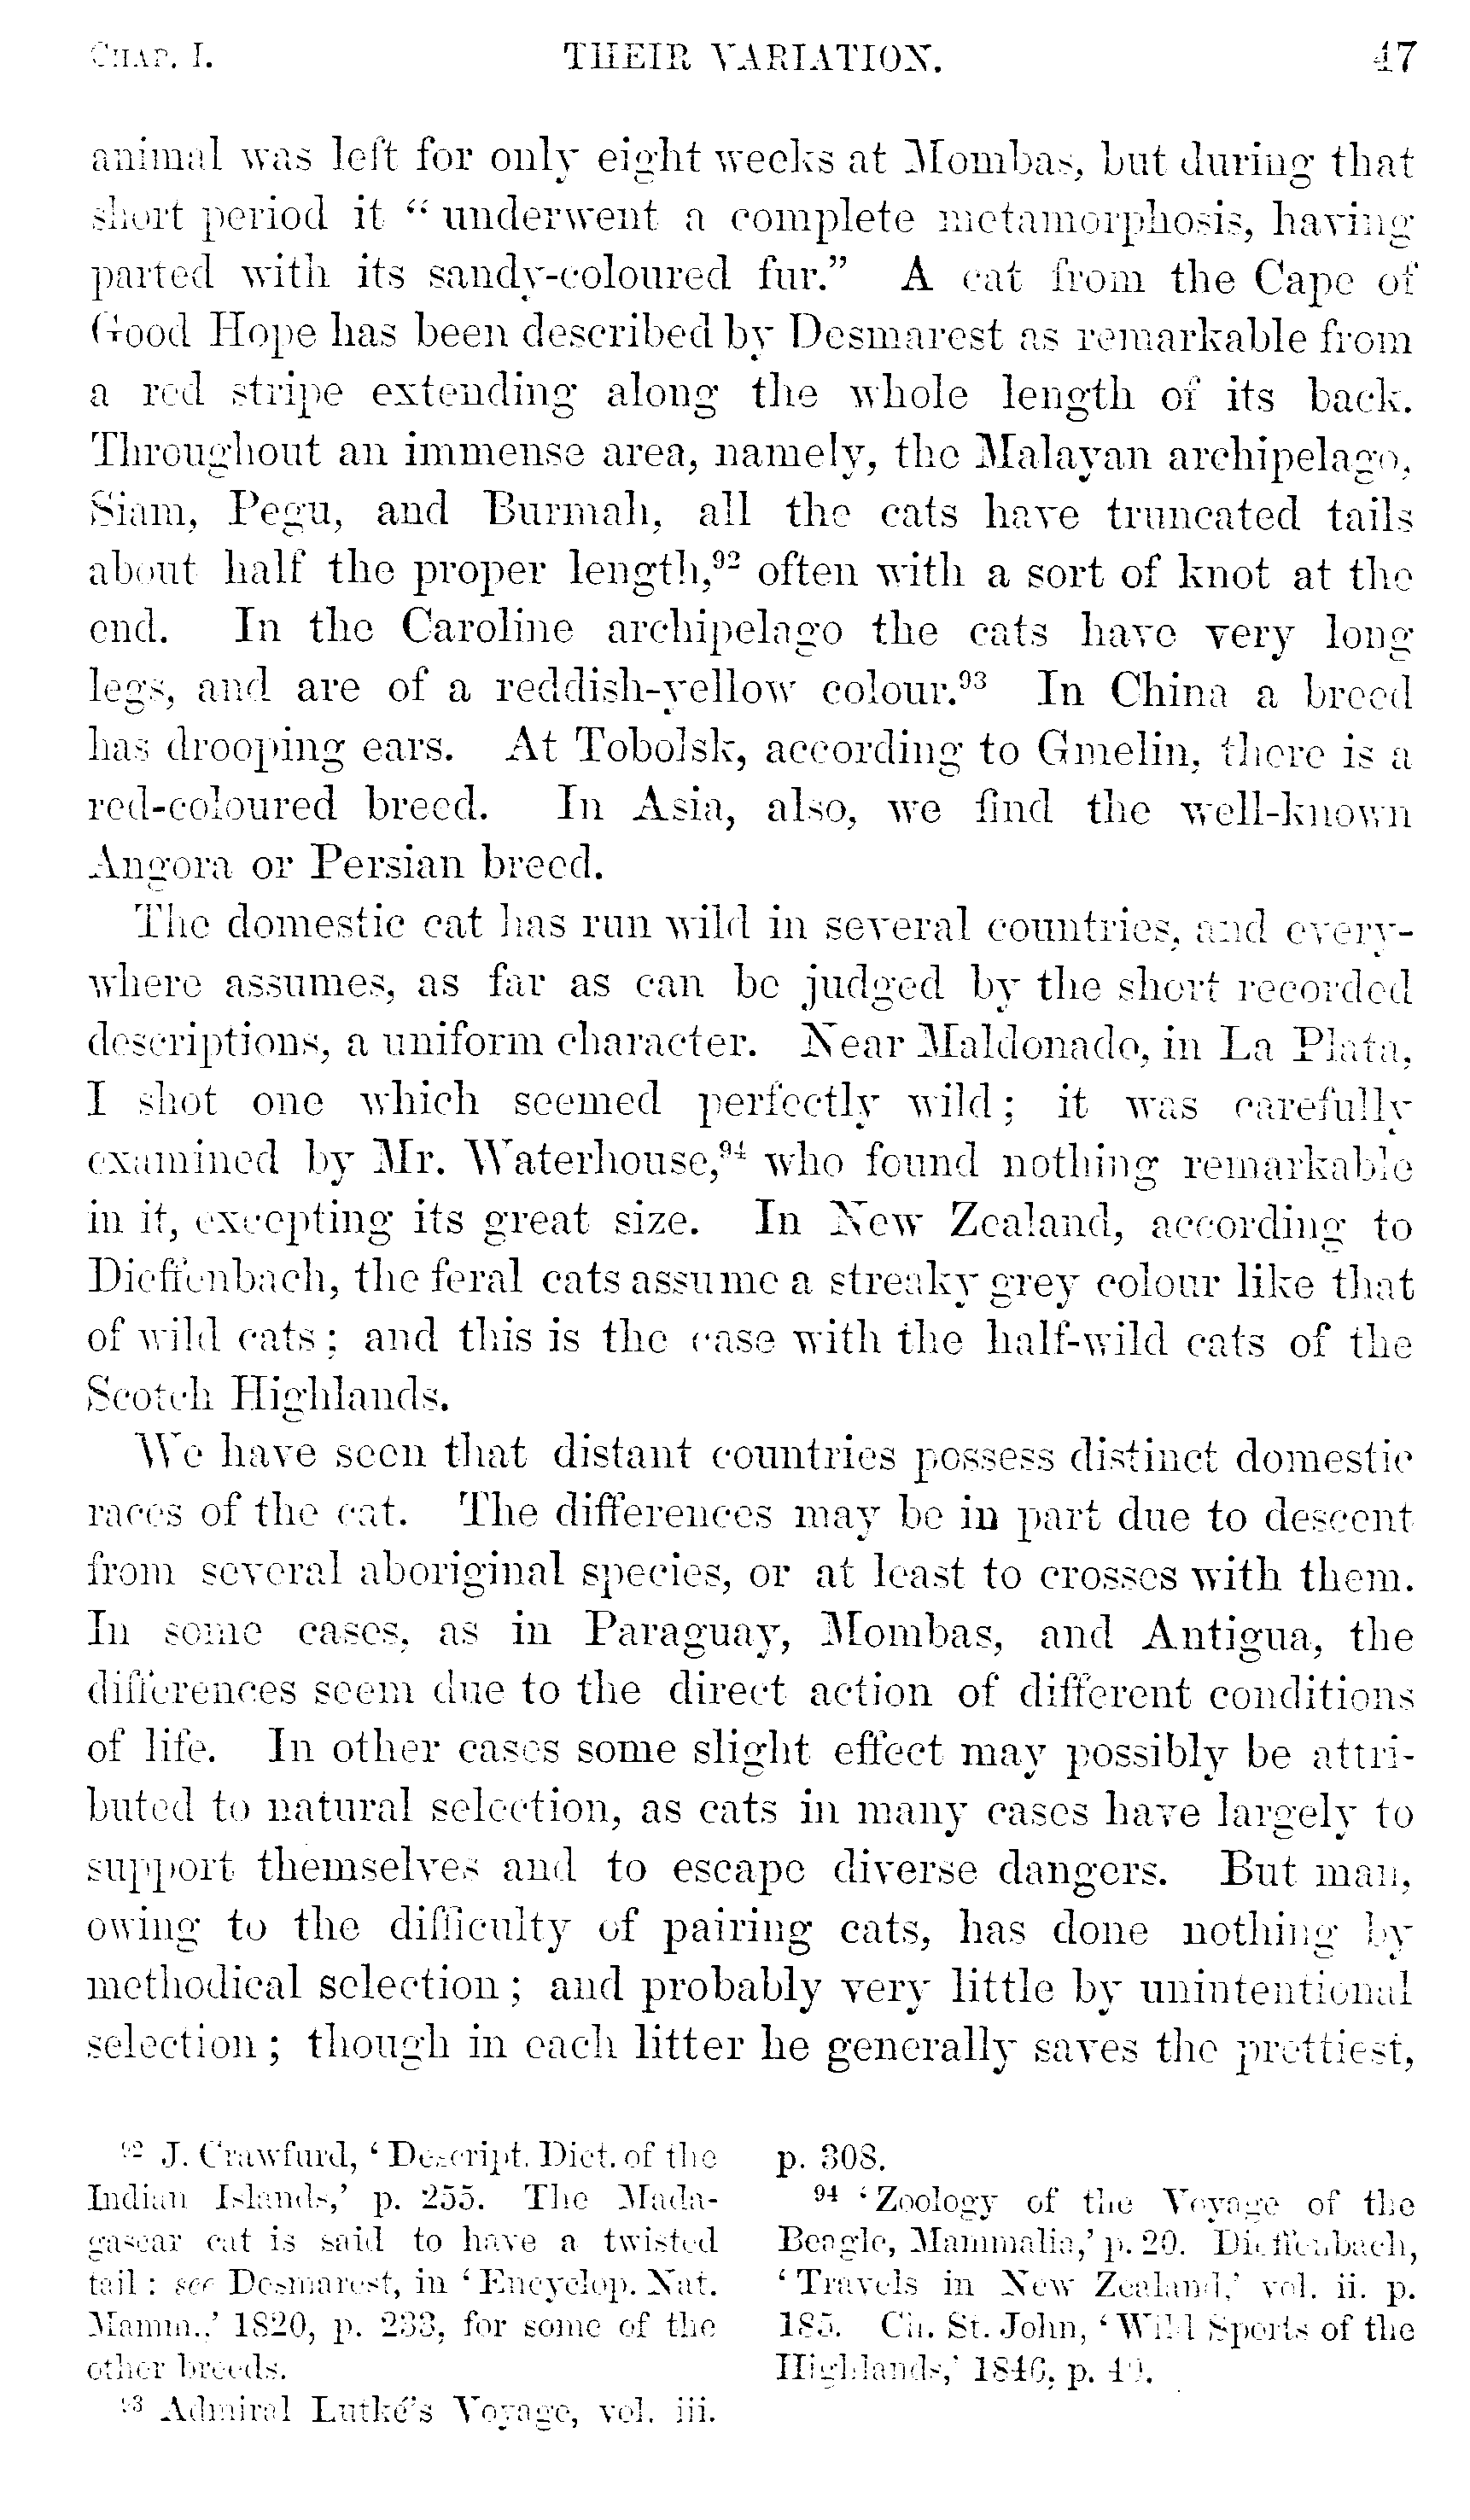 CHAP. I. THEIR VARIATION. 47
animal was left for only eight weeks at Mombas, but during that
short period it “ underwent a complete metamorphosis, having
parted with its sandy-coloured fur.” A cat from the Cape of
Good Hope has been described by Desmarest as remarkable from
a red stripe extending along the whole length of its back.
Throughout an immense area, namely, the Malayan archipelago,
Siam, Pegu, and Burmah, all the cats have truncated tails
about half the proper length,⁹² often with a sort of knot at the
end. In the Caroline archipelago the cats have very long
legs, and are of a reddish-yellow colour.⁹³ In China a breed
has drooping ears. At Tobolsk, according to Gmelin, there is a
red-coloured breed. In Asia, also, we find the well-known
Angora or Persian breed.
The domestic cat has run wild in several countries, and every-
where assumes, as far as can be judged by the short recorded
descriptions, a uniform character. Near Maldonado, in La Plata,
I shot one which seemed perfectly wild; it was carefully
examined by Mr. Waterhouse,⁹⁴ who found nothing remarkable
in it, excepting its great size. In New Zealand, according to
Dieffenbach, the feral cats assume a streaky grey colour like that
of wild cats; and this is the case with the half-wild cats of the
Scotch Highlands.
We have seen that distant countries possess distinct domestic
races of the cat. The differences may be in part due to descent
from several aboriginal species, or at least to crosses with them.
In some cases, as in Paraguay, Mombas, and Antigua, the
differences seem due to the direct action of different conditions
of life. In other cases some slight effect may possibly be attri-
buted to natural selection, as cats in many cases have largely to
support themselves and to escape diverse dangers. But man,
owing to the difficulty of pairing cats, has done nothing by
methodical selection; and probably very little by unintentional
selection; though in each litter he generally saves the prettiest,
⁹² J. Crawfurd, ‘ Descript. Dict. of the
Indian Islands,’ p. 255. The Mada-
gascar cat is said to have a twisted
tail: see Desmarest, in ‘ Encyclop. Nat.
Mamm.,’ 1820, p. 233, for some of the
other breeds.
⁹³ Admiral Lutké’s Voyage, vol. iii.
p. 308.
⁹⁴ ‘ Zoology of the Voyage of the
Beagle, Mammalia,’ p. 20. Dieffenbach,
‘ Travels in New Zealand,’ vol. ii. p.
185. Ch. St. John, ‘ Wild Sports of the
Highlands,’ 1846, p. 40.